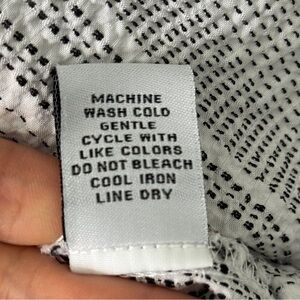 MACHINE
WASH COLD
GENTLE
CYCLE WITH
LIKE COLORS
DO NOT BLEACH
COOL IRON
LINE DRY